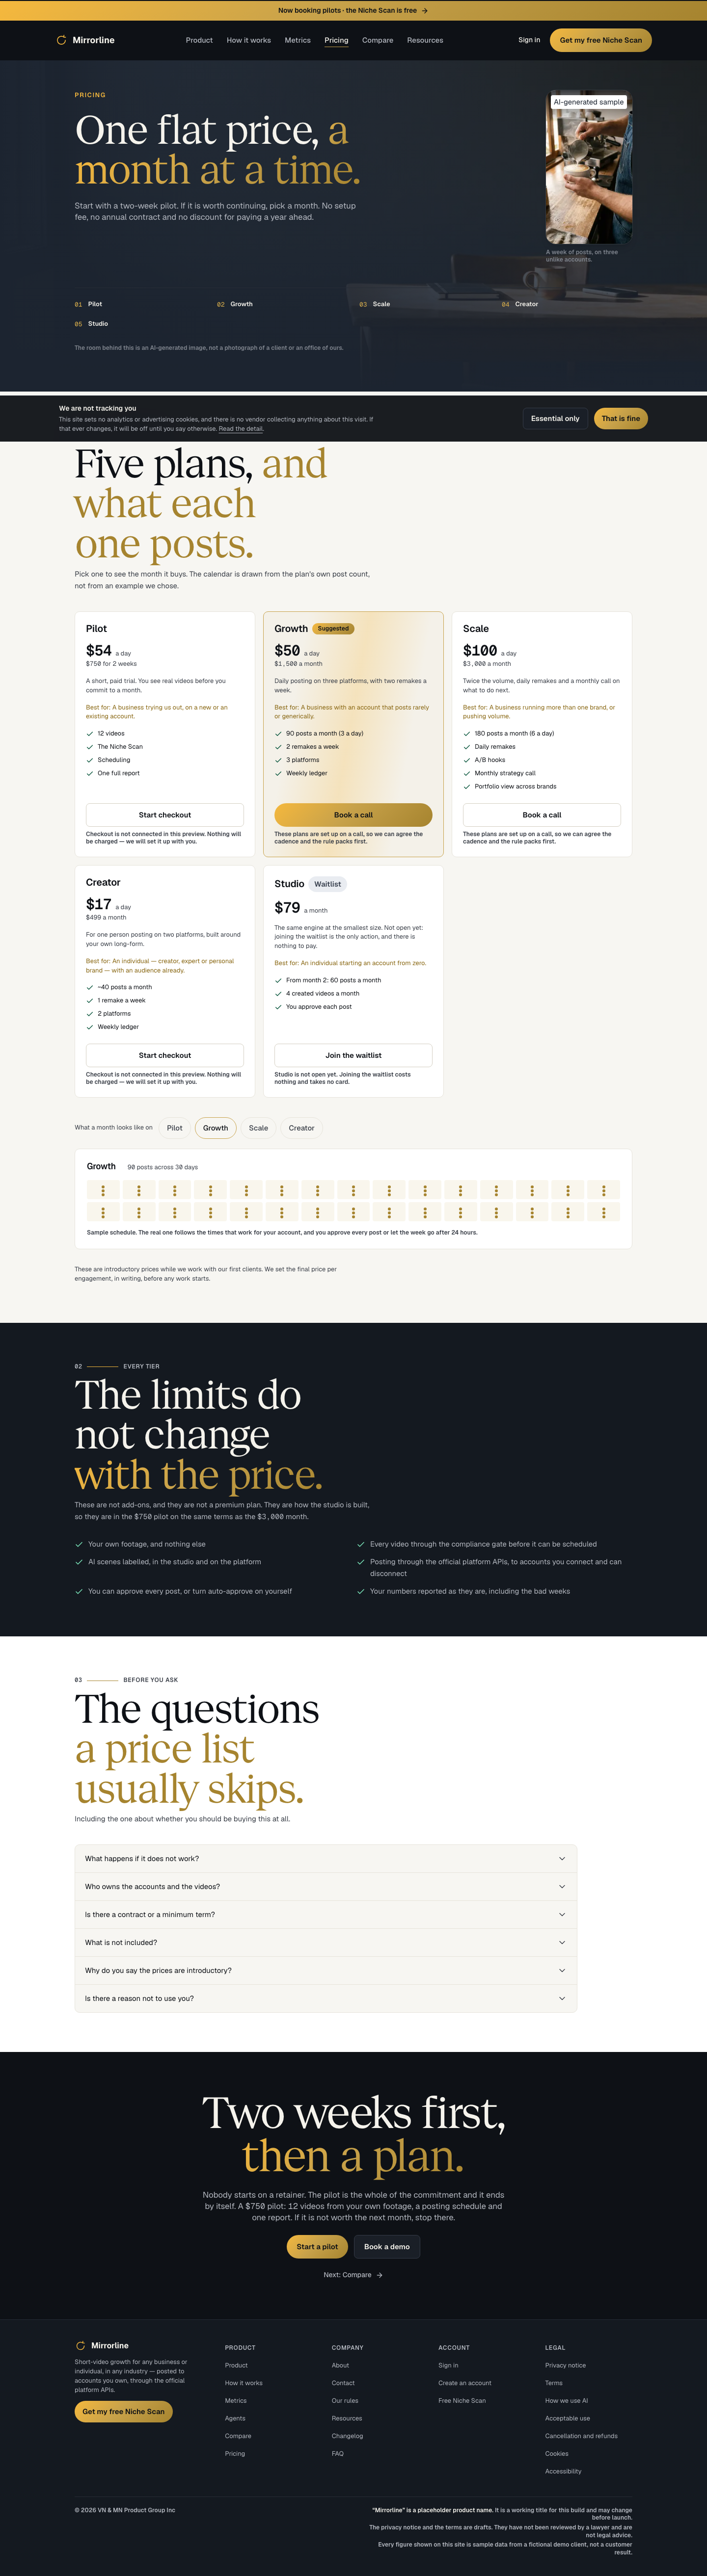 Now booking pilots · the Niche Scan is free →
Mirrorline
Product
How it works
Metrics
Pricing
Compare
Resources
Sign in
Get my free Niche Scan
PRICING
One flat price, a
month at a time.
Start with a two-week pilot. If it is worth continuing, pick a month. No setup
fee, no annual contract and no discount for paying a year ahead.
AI-generated sample
A week of posts, on three
unlike accounts.
01 Pilot
02 Growth
03 Scale
04 Creator
05 Studio
The room behind this is an AI-generated image, not a photograph of a client or an office of ours.
We are not tracking you
This site sets no analytics or advertising cookies, and there is no vendor collecting anything about this visit. If
that ever changes, it will be off until you say otherwise. Read the detail.
Essential only
That is fine
Five plans, and
what each
one posts.
Pick one to see the month it buys. The calendar is drawn from the plan's own post count,
not from an example we chose.
Pilot
$54 a day
$750 for 2 weeks
A short, paid trial. You see real videos before you
commit to a month.
Best for: A business trying us out, on a new or an
existing account.
12 videos
The Niche Scan
Scheduling
One full report
Start checkout
Checkout is not connected in this preview. Nothing will
be charged — we will set it up with you.
Growth Suggested
$50 a day
$1,500 a month
Daily posting on three platforms, with two remakes a
week.
Best for: A business with an account that posts rarely
or generically.
90 posts a month (3 a day)
2 remakes a week
3 platforms
Weekly ledger
Book a call
These plans are set up on a call, so we can agree the
cadence and the rule packs first.
Scale
$100 a day
$3,000 a month
Twice the volume, daily remakes and a monthly call on
what to do next.
Best for: A business running more than one brand, or
pushing volume.
180 posts a month (6 a day)
Daily remakes
A/B hooks
Monthly strategy call
Portfolio view across brands
Book a call
These plans are set up on a call, so we can agree the
cadence and the rule packs first.
Creator
$17 a day
$499 a month
For one person posting on two platforms, built around
your own long-form.
Best for: An individual — creator, expert or personal
brand — with an audience already.
~40 posts a month
1 remake a week
2 platforms
Weekly ledger
Start checkout
Checkout is not connected in this preview. Nothing will
be charged — we will set it up with you.
Studio Waitlist
$79 a month
The same engine at the smallest size. Not open yet:
joining the waitlist is the only action, and there is
nothing to pay.
Best for: An individual starting an account from zero.
From month 2: 60 posts a month
4 created videos a month
You approve each post
Join the waitlist
Studio is not open yet. Joining the waitlist costs
nothing and takes no card.
What a month looks like on
Pilot
Growth
Scale
Creator
Growth 90 posts across 30 days
Sample schedule. The real one follows the times that work for your account, and you approve every post or let the week go after 24 hours.
These are introductory prices while we work with our first clients. We set the final price per
engagement, in writing, before any work starts.
02 EVERY TIER
The limits do
not change
with the price.
These are not add-ons, and they are not a premium plan. They are how the studio is built,
so they are in the $750 pilot on the same terms as the $3,000 month.
Your own footage, and nothing else
Every video through the compliance gate before it can be scheduled
AI scenes labelled, in the studio and on the platform
Posting through the official platform APIs, to accounts you connect and can
disconnect
You can approve every post, or turn auto-approve on yourself
Your numbers reported as they are, including the bad weeks
03 BEFORE YOU ASK
The questions
a price list
usually skips.
Including the one about whether you should be buying this at all.
What happens if it does not work?
Who owns the accounts and the videos?
Is there a contract or a minimum term?
What is not included?
Why do you say the prices are introductory?
Is there a reason not to use you?
Two weeks first,
then a plan.
Nobody starts on a retainer. The pilot is the whole of the commitment and it ends
by itself. A $750 pilot: 12 videos from your own footage, a posting schedule and
one report. If it is not worth the next month, stop there.
Start a pilot
Book a demo
Next: Compare →
Mirrorline
Short-video growth for any business or
individual, in any industry — posted to
accounts you own, through the official
platform APIs.
Get my free Niche Scan
PRODUCT
Product
How it works
Metrics
Agents
Compare
Pricing
COMPANY
About
Contact
Our rules
Resources
Changelog
FAQ
ACCOUNT
Sign in
Create an account
Free Niche Scan
LEGAL
Privacy notice
Terms
How we use AI
Acceptable use
Cancellation and refunds
Cookies
Accessibility
© 2026 VN & MN Product Group Inc
"Mirrorline" is a placeholder product name. It is a working title for this build and may change
before launch.
The privacy notice and the terms are drafts. They have not been reviewed by a lawyer and are
not legal advice.
Every figure shown on this site is sample data from a fictional demo client, not a customer
result.